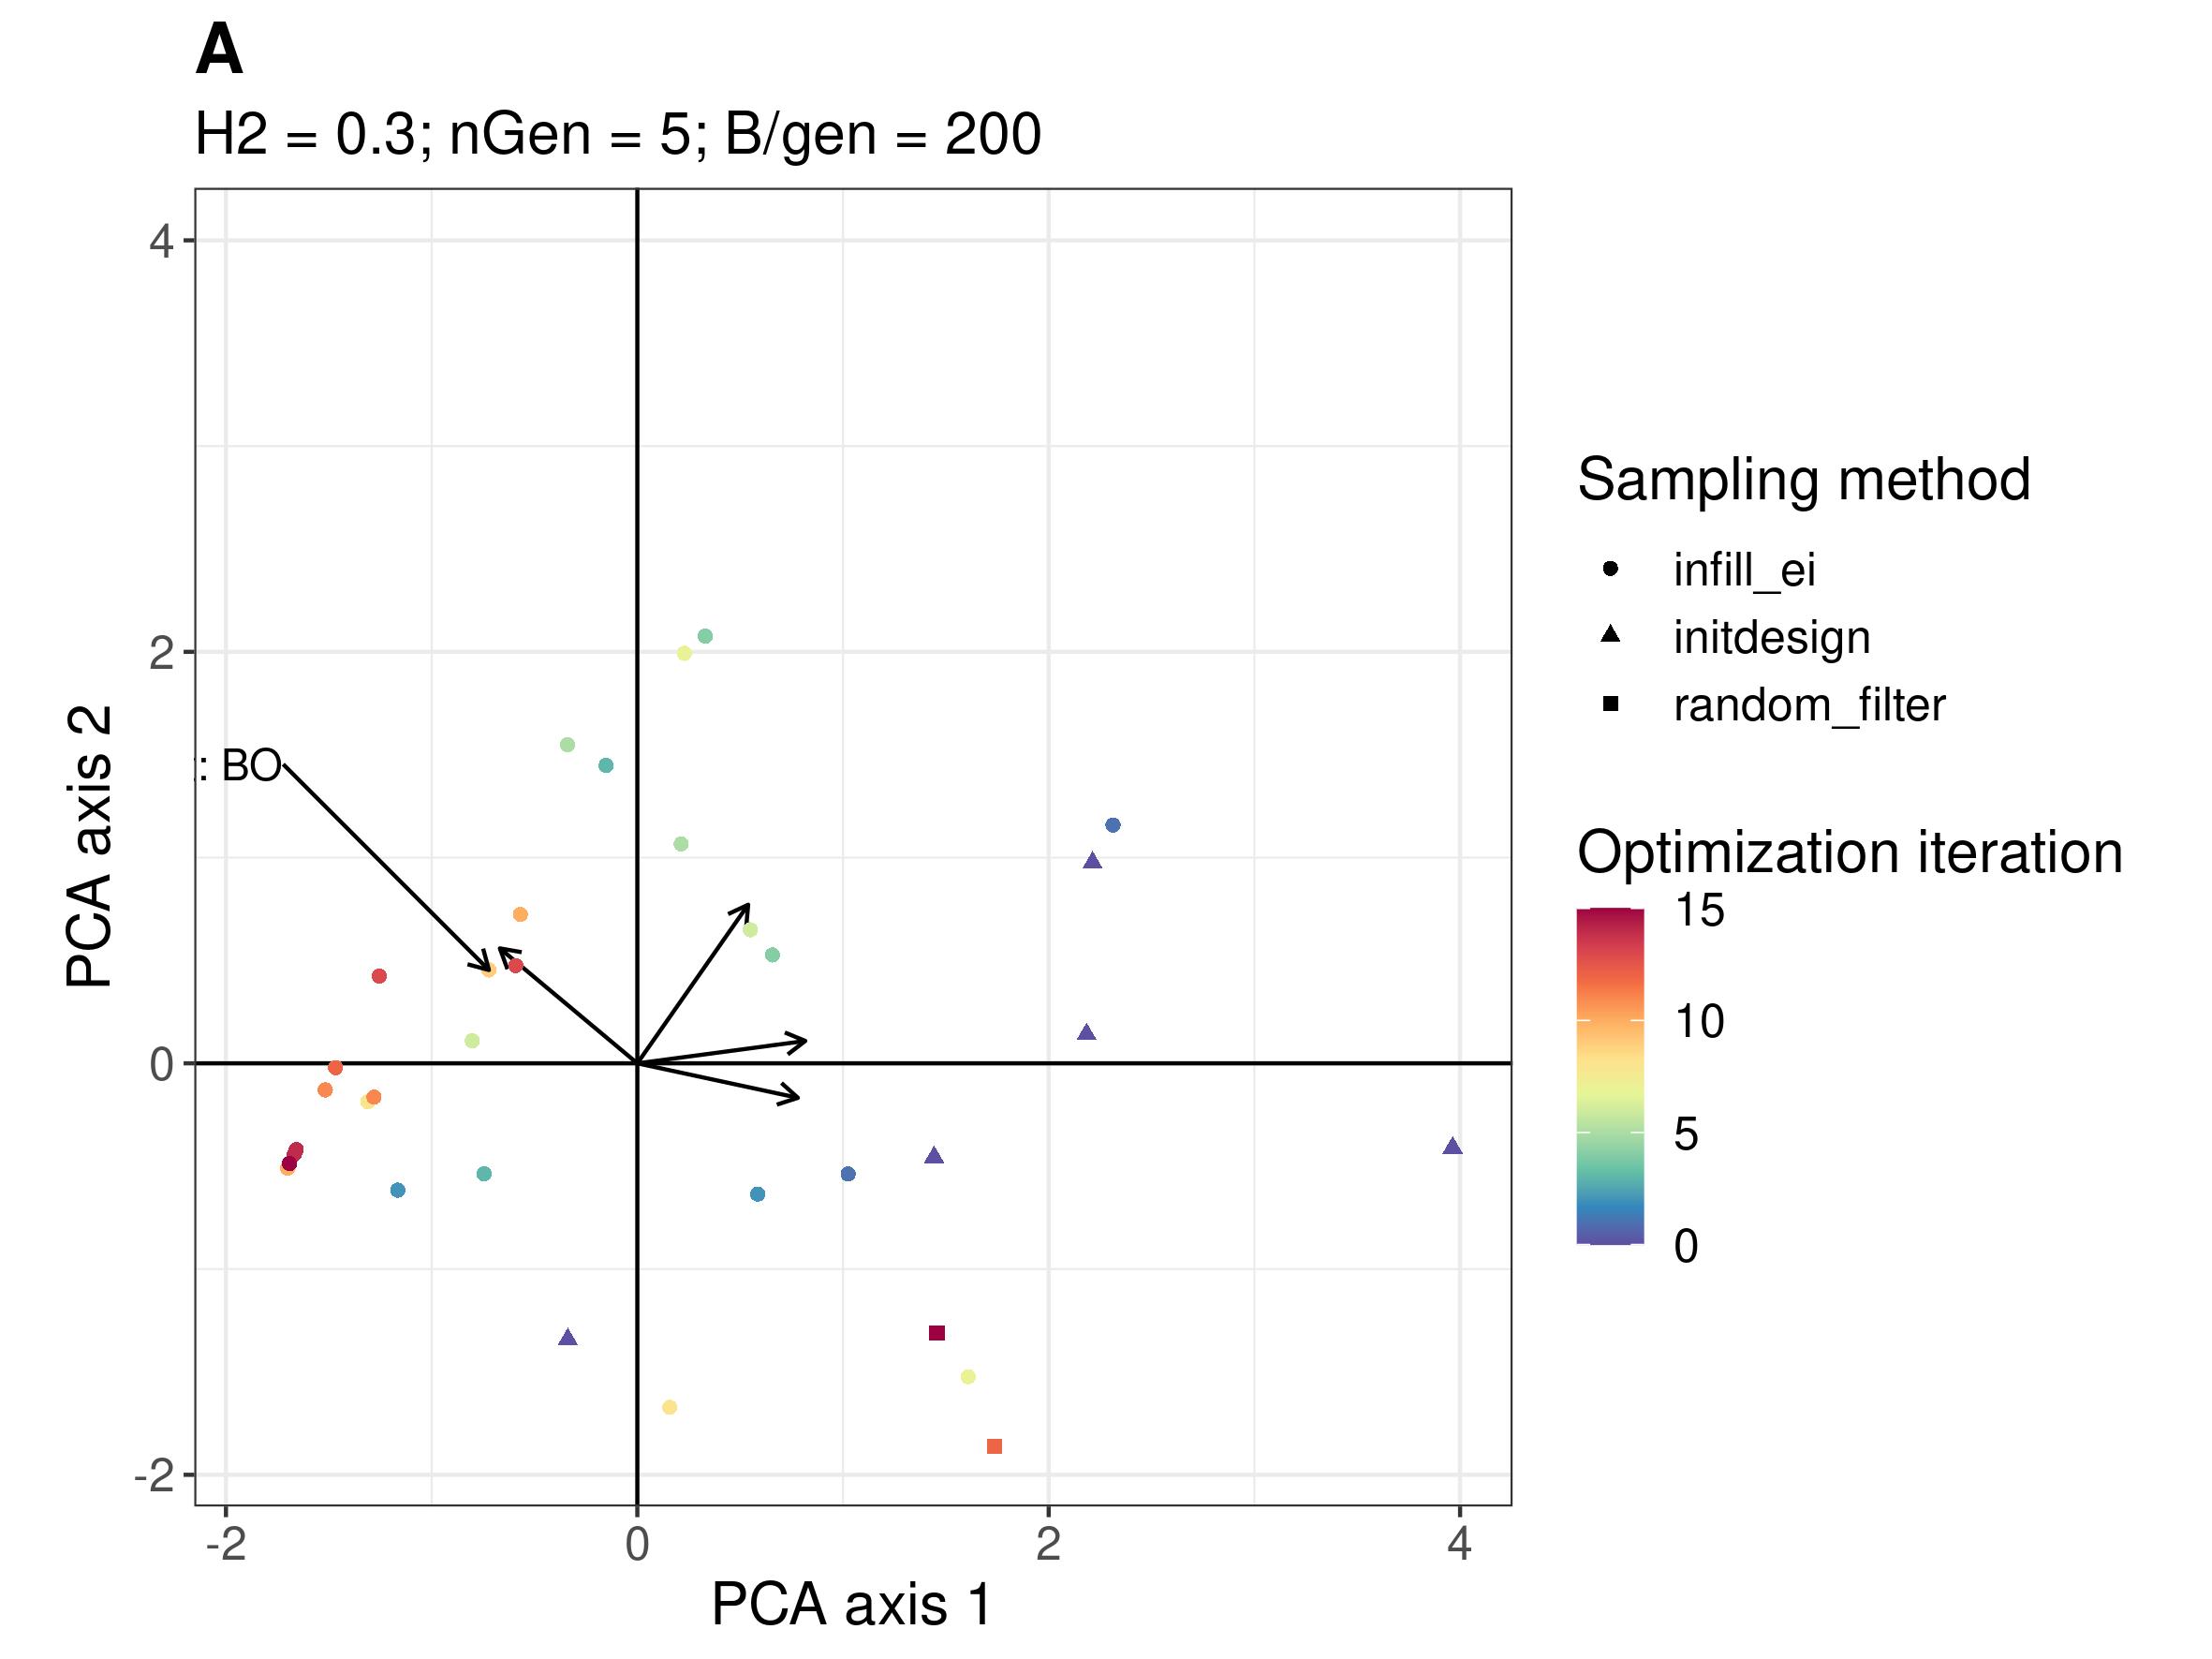 A
H2 = 0.3; nGen = 5; B/gen = 200
4
2
0
-2
-2
0
2
4
: BO
PCA axis 1
PCA axis 2
Sampling method
infill_ei
initdesign
random_filter
Optimization iteration
15
10
5
0